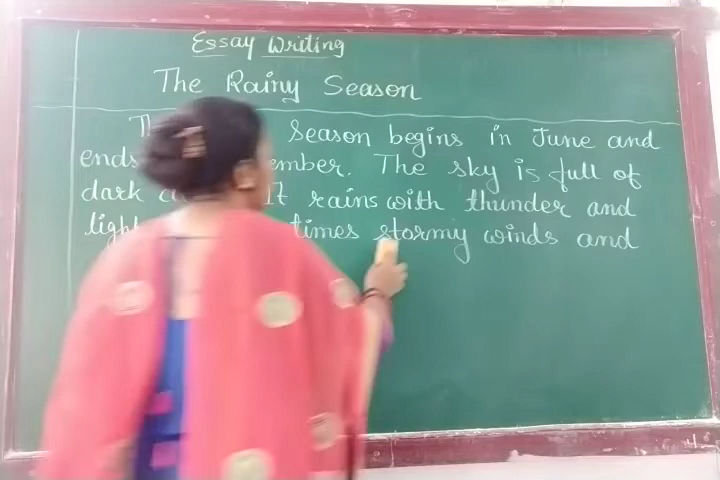 Essay Writing
The Rainy Season
Season begins in June and
ends ember. The sky is full of
dark It rains with thunder and
light times stormy winds and